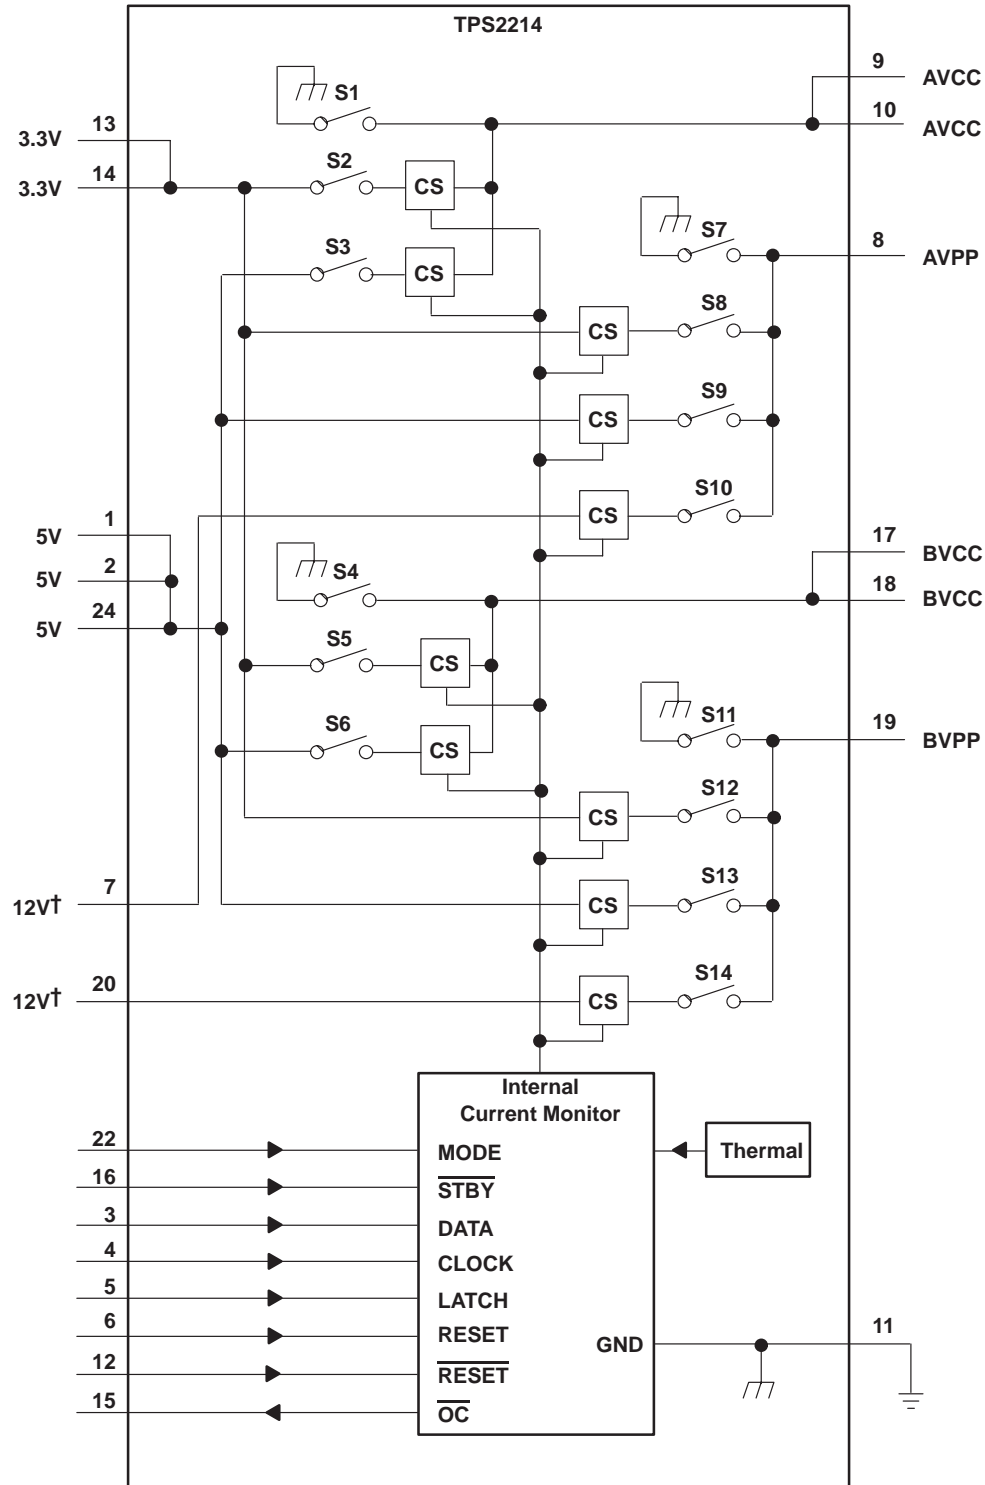 TPS2214
9
AVCC
S1
10
AVCC
13
3.3V
S2
14
3.3V
CS
S7
8
AVPP
S3
CS
S8
CS
S9
CS
S10
CS
1
5V
17
BVCC
2
5V
S4
18
BVCC
24
5V
S5
CS
S11
19
BVPP
S6
CS
S12
CS
7
12V†
S13
CS
20
12V†
S14
CS
Internal
Current Monitor
22
MODE
Thermal
16
S̅T̅B̅Y̅
3
DATA
4
CLOCK
5
LATCH
6
RESET
GND
11
12
R̅E̅S̅E̅T̅
15
O̅C̅